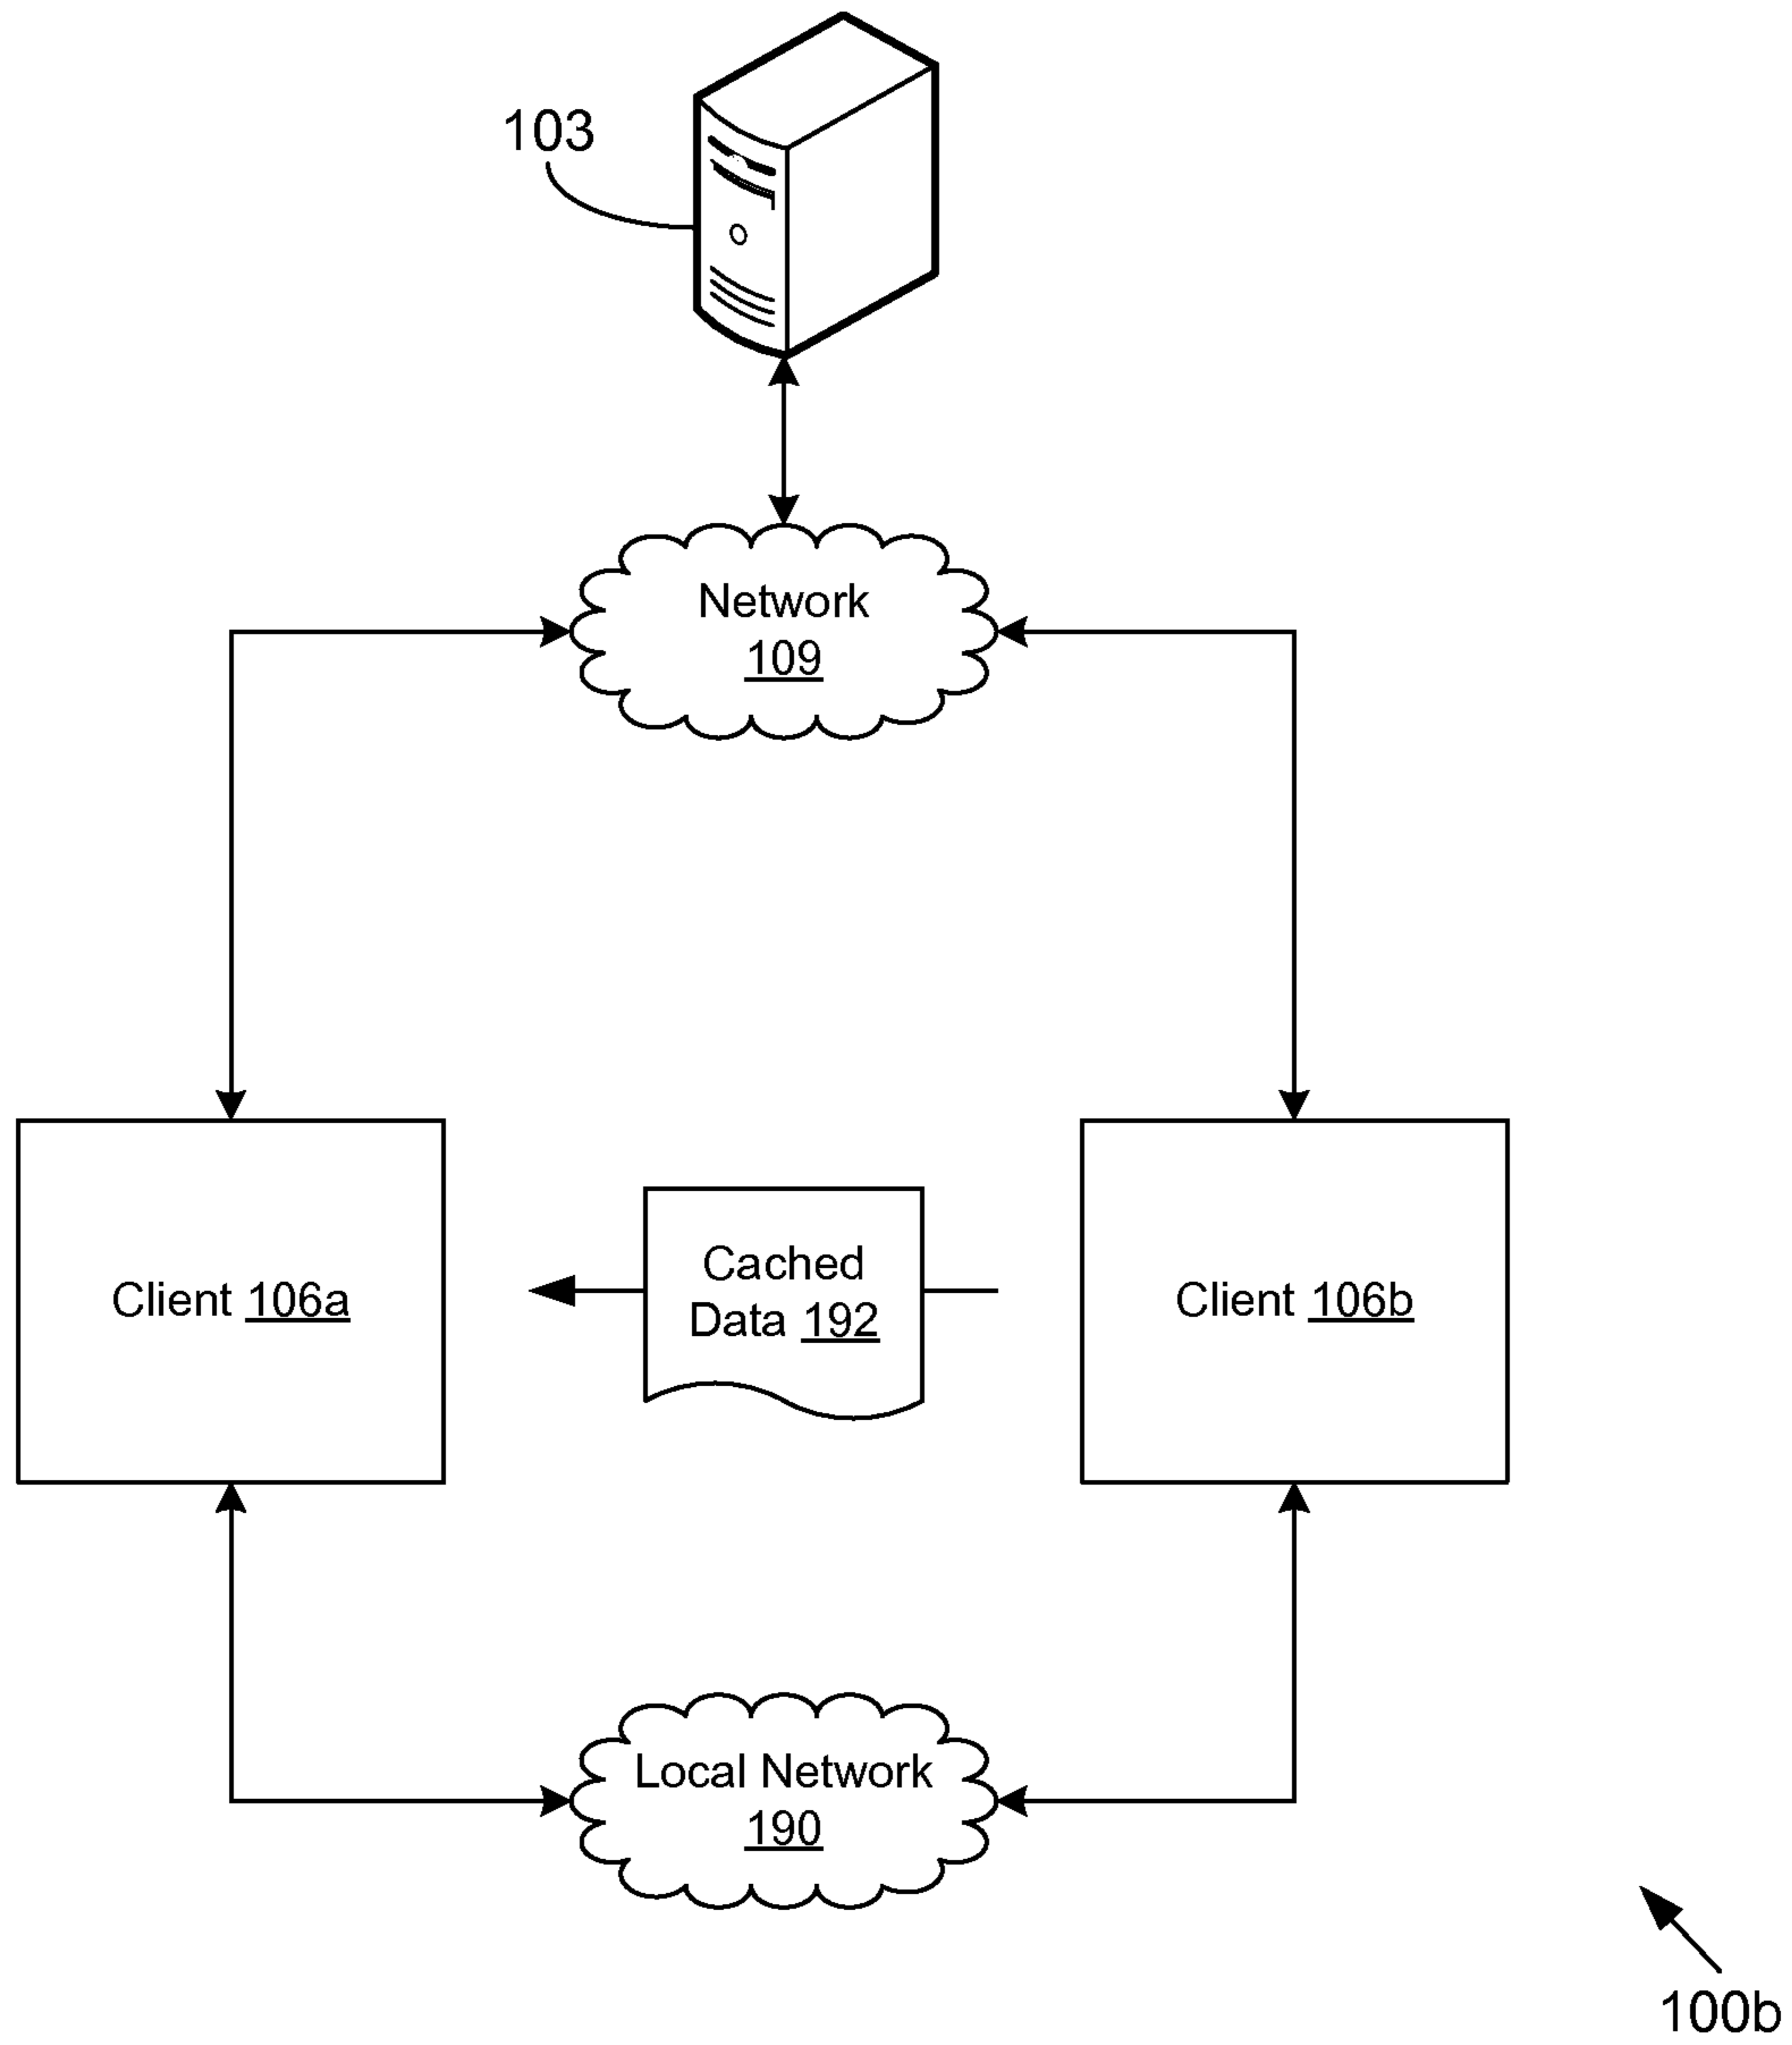 103
Network
109
Client 106a
Cached
Data 192
Client 106b
Local Network
190
100b